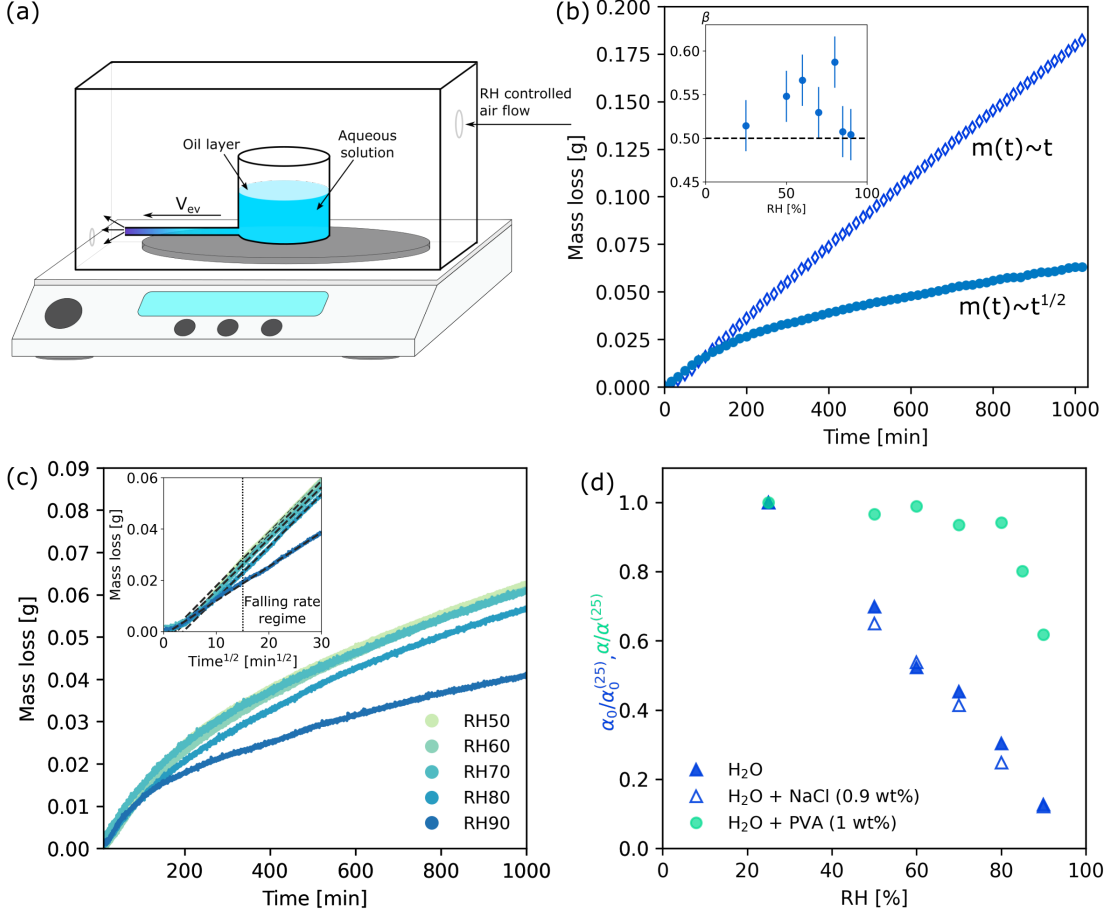 (a)
RH controlled
air flow
Oil layer
Aqueous
solution
V_ev
(b)
Mass loss [g]
0.200
0.175
0.150
0.125
0.100
0.075
0.050
0.025
0.000
0
200
400
600
800
1000
Time [min]
m(t)~t
m(t)~t^1/2
β
0.60
0.55
0.50
0.45
0
50
100
RH [%]
(c)
Mass loss [g]
0.09
0.08
0.07
0.06
0.05
0.04
0.03
0.02
0.01
0.00
200
400
600
800
1000
Time [min]
Mass loss [g]
0.06
0.04
0.02
0.00
0
10
20
30
Time^1/2 [min^1/2]
Falling rate
regime
RH50
RH60
RH70
RH80
RH90
(d)
α₀/α₀^(25), α/α^(25)
1.0
0.8
0.6
0.4
0.2
0.0
0
20
40
60
80
100
RH [%]
H₂O
H₂O + NaCl (0.9 wt%)
H₂O + PVA (1 wt%)